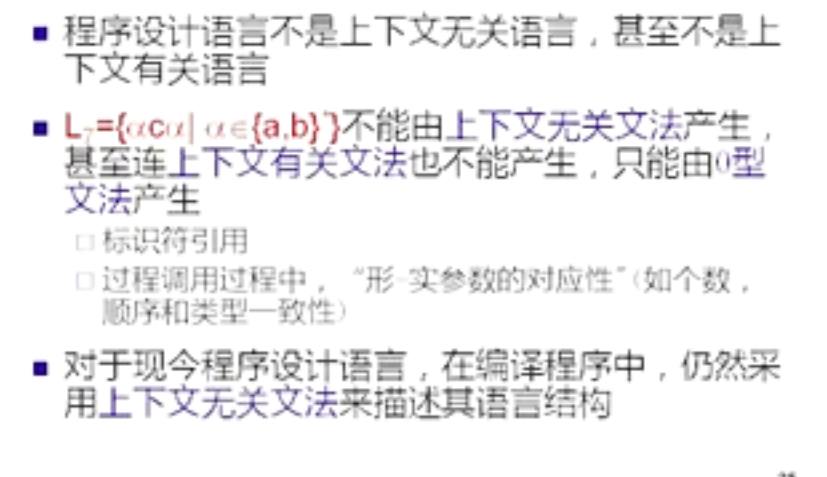 程序设计语言不是上下文无关语言，甚至不是上
下文有关语言
L₇={αcα| α∈{a,b}*}不能由上下文无关文法产生，
甚至连上下文有关文法也不能产生，只能由0型
文法产生
标识符引用
过程调用过程中，“形-实参数的对应性”(如个数，
顺序和类型一致性)
对于现今程序设计语言，在编译程序中，仍然采
用上下文无关文法来描述其语言结构